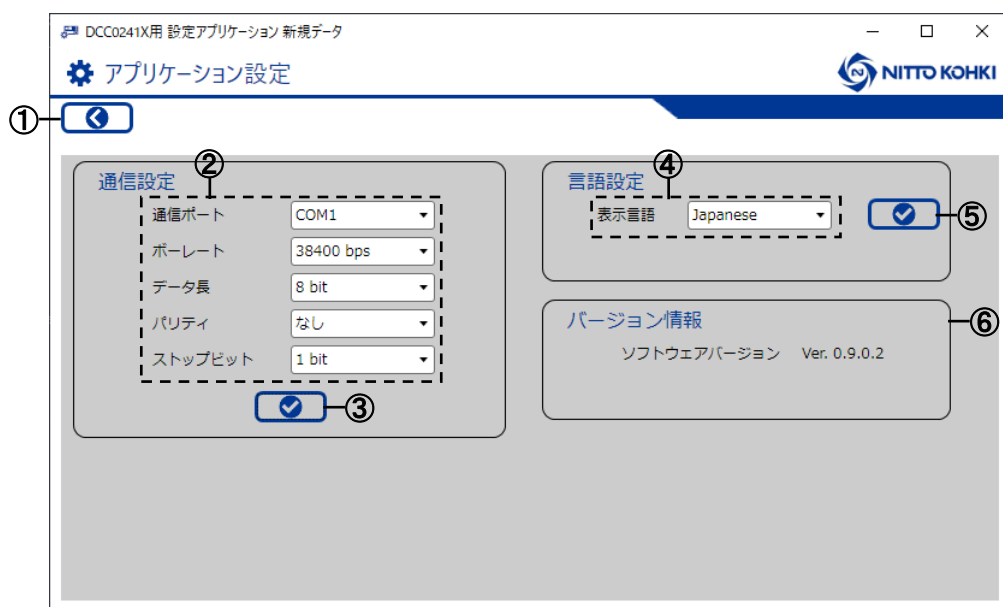 DCC0241X用 設定アプリケーション 新規データ
アプリケーション設定
NITTO KOHKI
①
通信設定
②
通信ポート COM1
ボーレート 38400 bps
データ長 8 bit
パリティ なし
ストップビット 1 bit
③
言語設定
④
表示言語 Japanese
⑤
バージョン情報
⑥
ソフトウェアバージョン Ver. 0.9.0.2